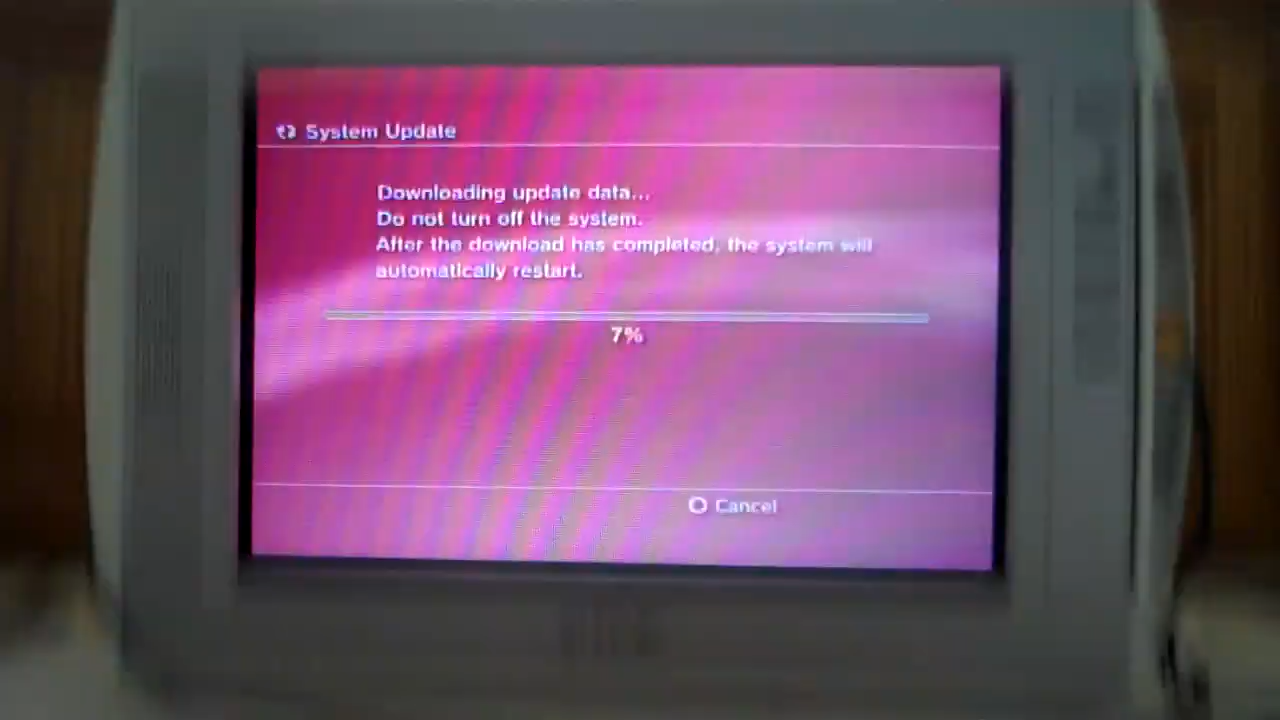 System Update
Downloading update data...
Do not turn off the system.
After the download has completed, the system will
automatically restart.
7%
Cancel